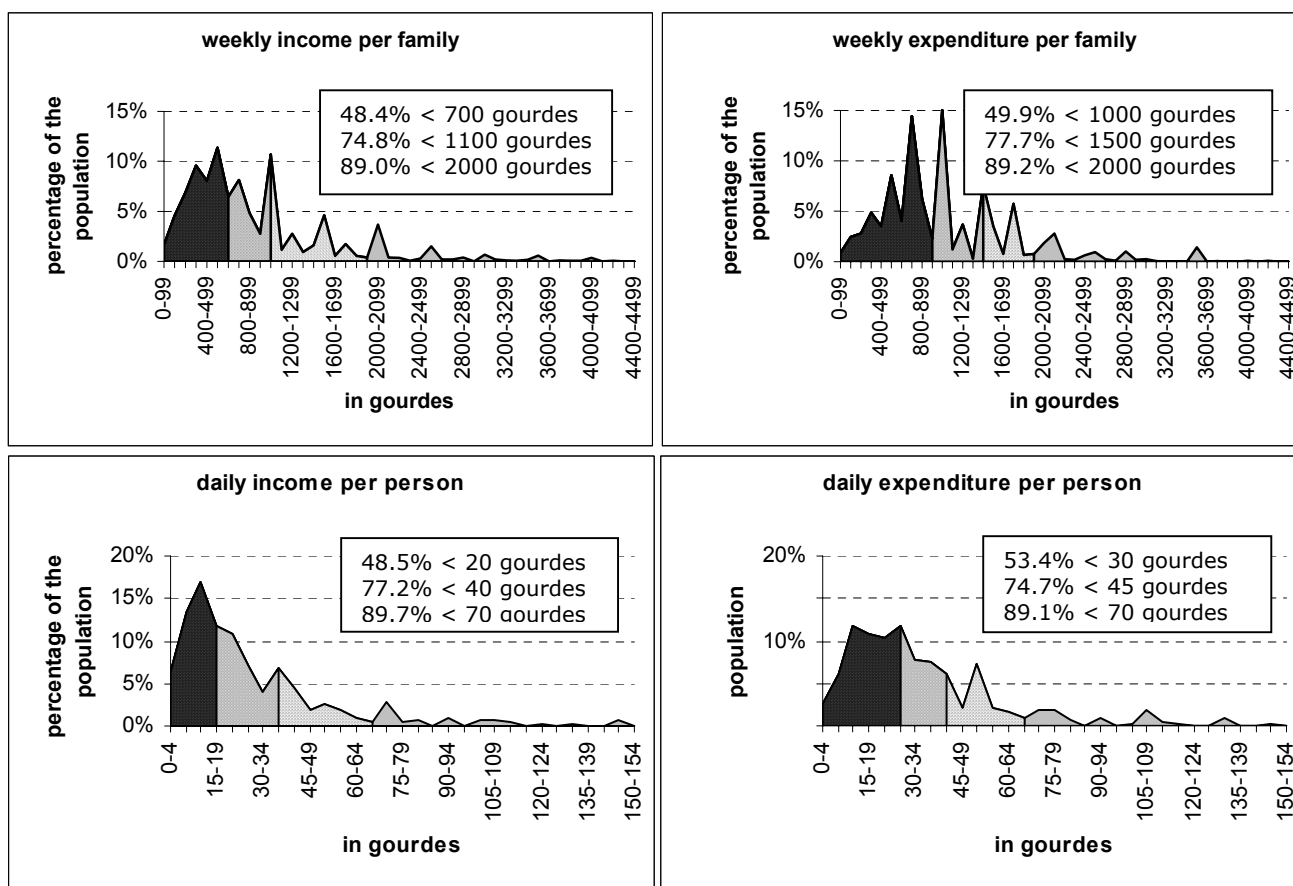 weekly income per family
percentage of the
population
15%
10%
5%
0%
48.4% < 700 gourdes
74.8% < 1100 gourdes
89.0% < 2000 gourdes
0-99
400-499
800-899
1200-1299
1600-1699
2000-2099
2400-2499
2800-2899
3200-3299
3600-3699
4000-4099
4400-4499
in gourdes
weekly expenditure per family
percentage of the
population
15%
10%
5%
0%
49.9% < 1000 gourdes
77.7% < 1500 gourdes
89.2% < 2000 gourdes
0-99
400-499
800-899
1200-1299
1600-1699
2000-2099
2400-2499
2800-2899
3200-3299
3600-3699
4000-4099
4400-4499
in gourdes
daily income per person
percentage of the
population
20%
15%
10%
5%
0%
48.5% < 20 gourdes
77.2% < 40 gourdes
89.7% < 70 gourdes
0-4
15-19
30-34
45-49
60-64
75-79
90-94
105-109
120-124
135-139
150-154
in gourdes
daily expenditure per person
population
20%
10%
0%
53.4% < 30 gourdes
74.7% < 45 gourdes
89.1% < 70 gourdes
0-4
15-19
30-34
45-49
60-64
75-79
90-94
105-109
120-124
135-139
150-154
in gourdes